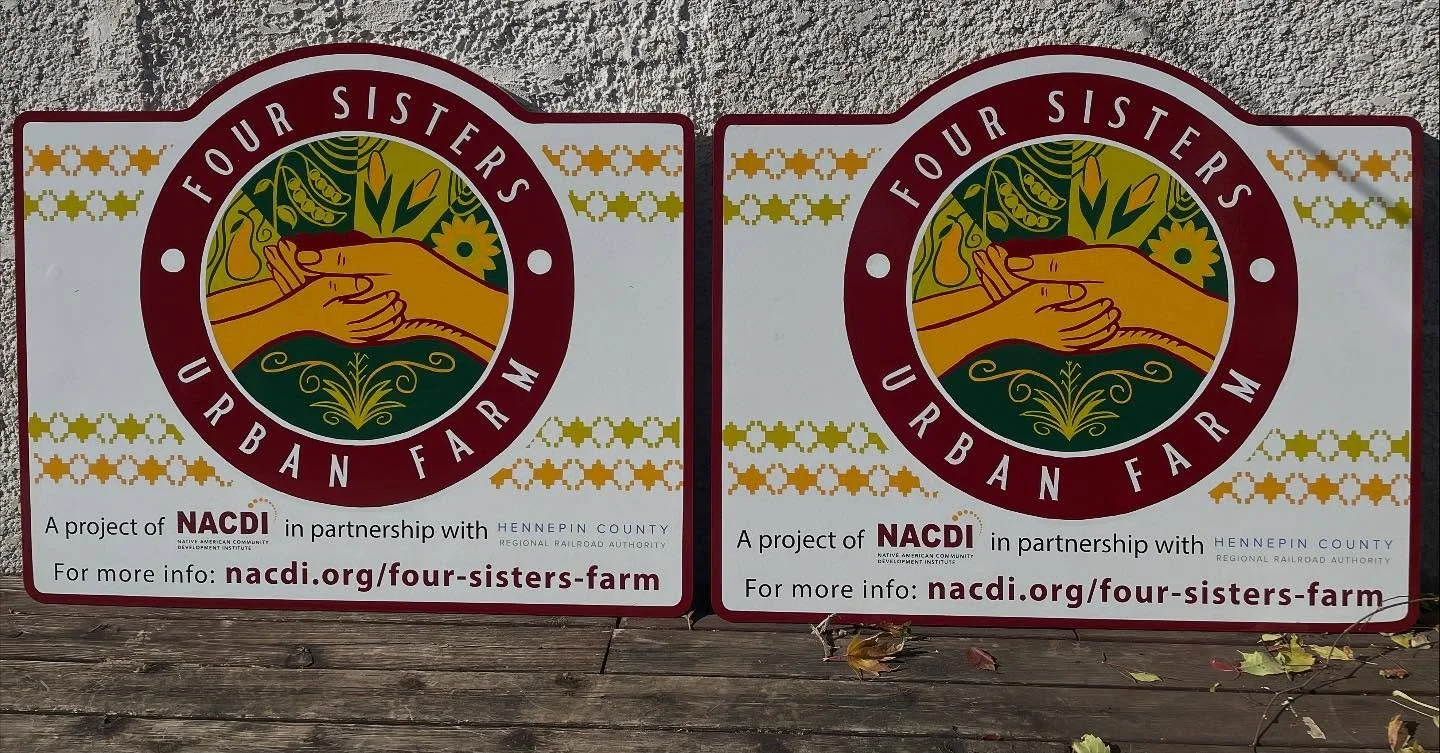 FOUR SISTERS
URBAN FARM
A project of NACDI in partnership with HENNEPIN COUNTY
NATIVE AMERICAN COMMUNITY
DEVELOPMENT INSTITUTE
REGIONAL RAILROAD AUTHORITY
For more info: nacdi.org/four-sisters-farm
FOUR SISTERS
URBAN FARM
A project of NACDI in partnership with HENNEPIN COUNTY
NATIVE AMERICAN COMMUNITY
DEVELOPMENT INSTITUTE
REGIONAL RAILROAD AUTHORITY
For more info: nacdi.org/four-sisters-farm